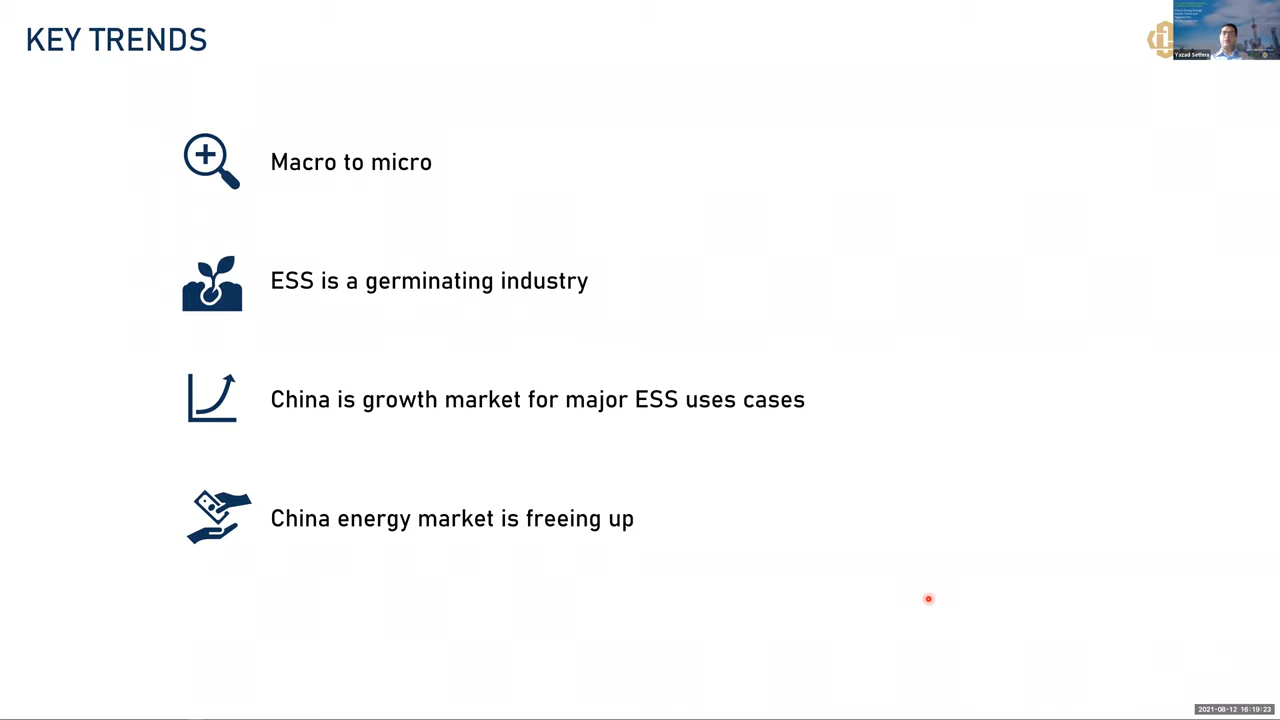 KEY TRENDS
Yazad Sethna
Macro to micro
ESS is a germinating industry
China is growth market for major ESS uses cases
China energy market is freeing up
2021-08-12 16:19:23